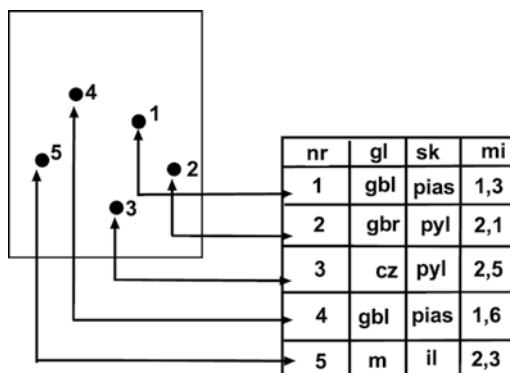 4
1
5
2
3
nr gl sk mi
1 gbl pias 1,3
2 gbr pyl 2,1
3 cz pyl 2,5
4 gbl pias 1,6
5 m il 2,3